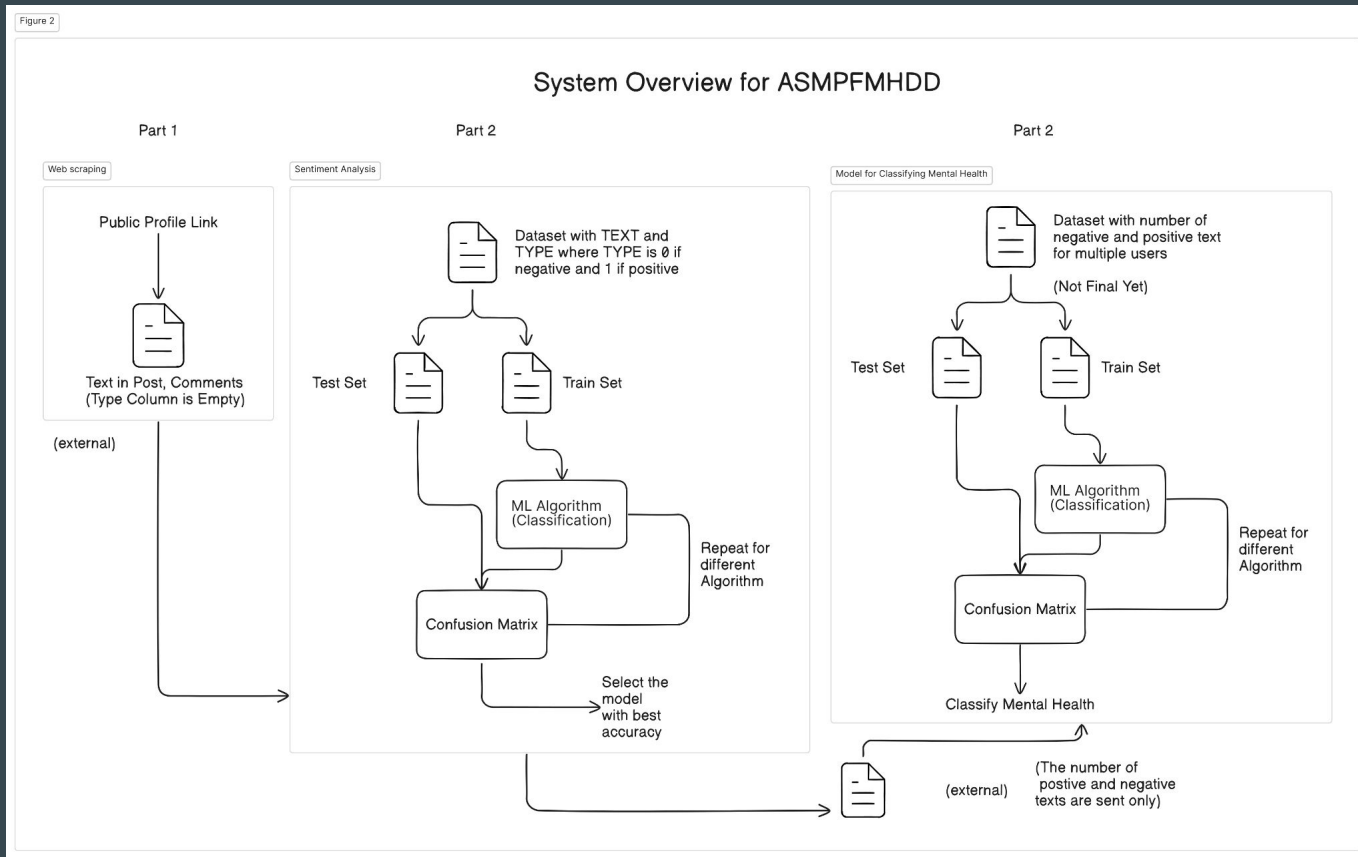 Figure 2
System Overview for ASMPFMHDD
Part 1
Part 2
Part 2
Web scraping
Public Profile Link
Text in Post, Comments
(Type Column is Empty)
(external)
Sentiment Analysis
Dataset with TEXT and
TYPE where TYPE is 0 if
negative and 1 if positive
Test Set
Train Set
ML Algorithm
(Classification)
Repeat for
different
Algorithm
Confusion Matrix
Select the
model
with best
accuracy
Model for Classifying Mental Health
Dataset with number of
negative and positive text
for multiple users
(Not Final Yet)
Test Set
Train Set
ML Algorithm
(Classification)
Repeat for
different
Algorithm
Confusion Matrix
Classify Mental Health
(external)
(The number of
postive and negative
texts are sent only)